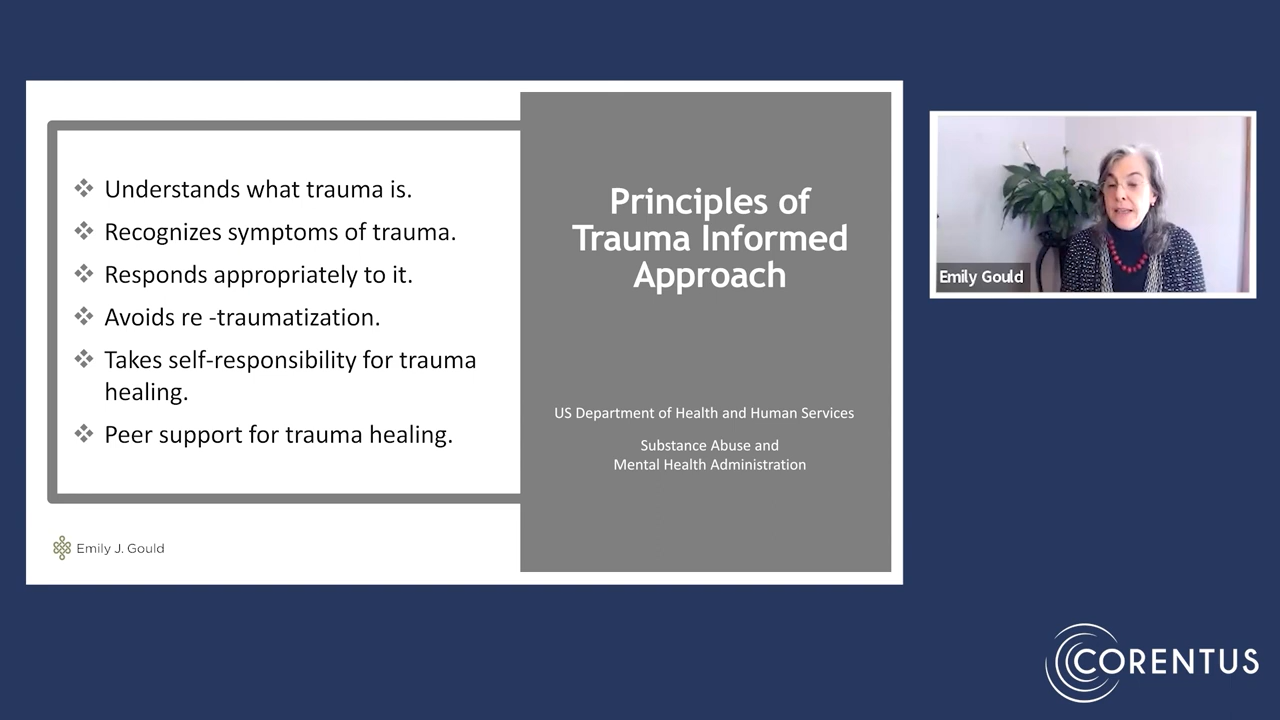 Understands what trauma is.
Recognizes symptoms of trauma.
Responds appropriately to it.
Avoids re -traumatization.
Takes self-responsibility for trauma
healing.
Peer support for trauma healing.
Emily J. Gould
Principles of
Trauma Informed
Approach
US Department of Health and Human Services
Substance Abuse and
Mental Health Administration
Emily Gould
CORENTUS